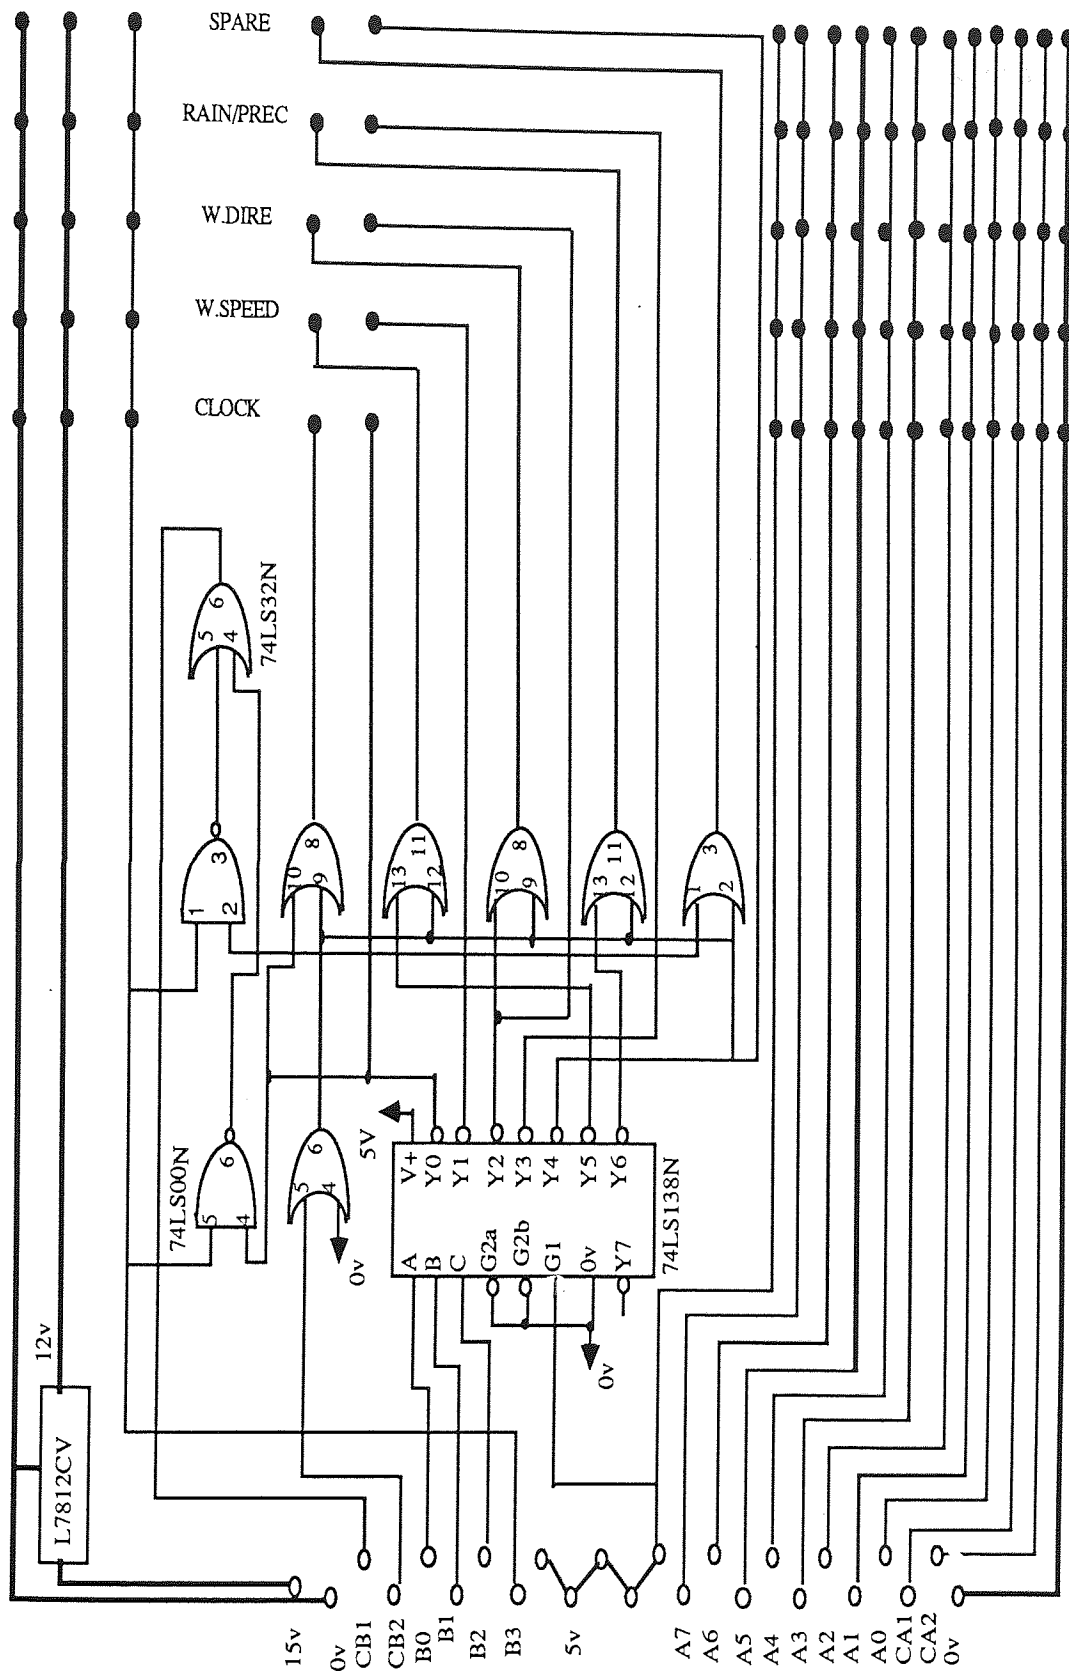 SPARE
RAIN/PREC
W.DIRE
W.SPEED
CLOCK
5
4
6
74LS32N
1
2
3
10
9
8
13
12
11
10
9
8
13
12
11
1
2
3
74LS00N
5
4
6
5
4
6
0v
5V
V+
Y0
Y1
Y2
Y3
Y4
Y5
Y6
A
B
C
G2a
G2b
G1
0v
Y7
74LS138N
0v
12v
L7812CV
15v
0v
CB1
CB2
B0
B1
B2
B3
5v
A7
A6
A5
A4
A3
A2
A1
A0
CA1
CA2
0v